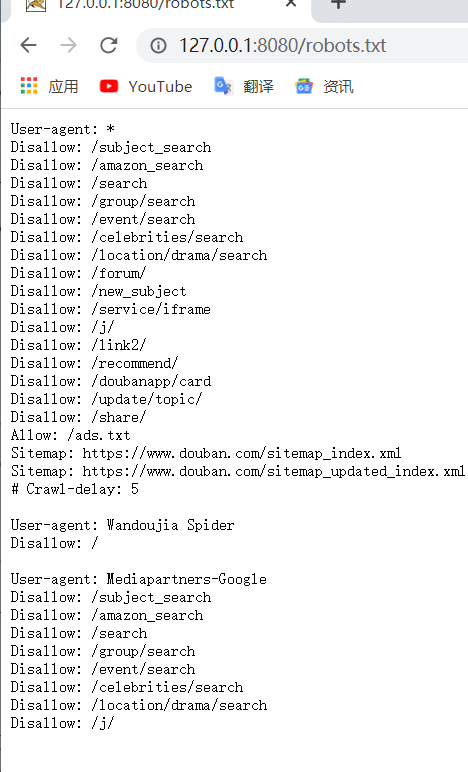 127.0.0.1:8080/robots.txt
127.0.0.1:8080/robots.txt
应用 YouTube 翻译 资讯
User-agent: *
Disallow: /subject_search
Disallow: /amazon_search
Disallow: /search
Disallow: /group/search
Disallow: /event/search
Disallow: /celebrities/search
Disallow: /location/drama/search
Disallow: /forum/
Disallow: /new_subject
Disallow: /service/iframe
Disallow: /j/
Disallow: /link2/
Disallow: /recommend/
Disallow: /doubanapp/card
Disallow: /update/topic/
Disallow: /share/
Allow: /ads.txt
Sitemap: https://www.douban.com/sitemap_index.xml
Sitemap: https://www.douban.com/sitemap_updated_index.xml
# Crawl-delay: 5
User-agent: Wandoujia Spider
Disallow: /
User-agent: Mediapartners-Google
Disallow: /subject_search
Disallow: /amazon_search
Disallow: /search
Disallow: /group/search
Disallow: /event/search
Disallow: /celebrities/search
Disallow: /location/drama/search
Disallow: /j/